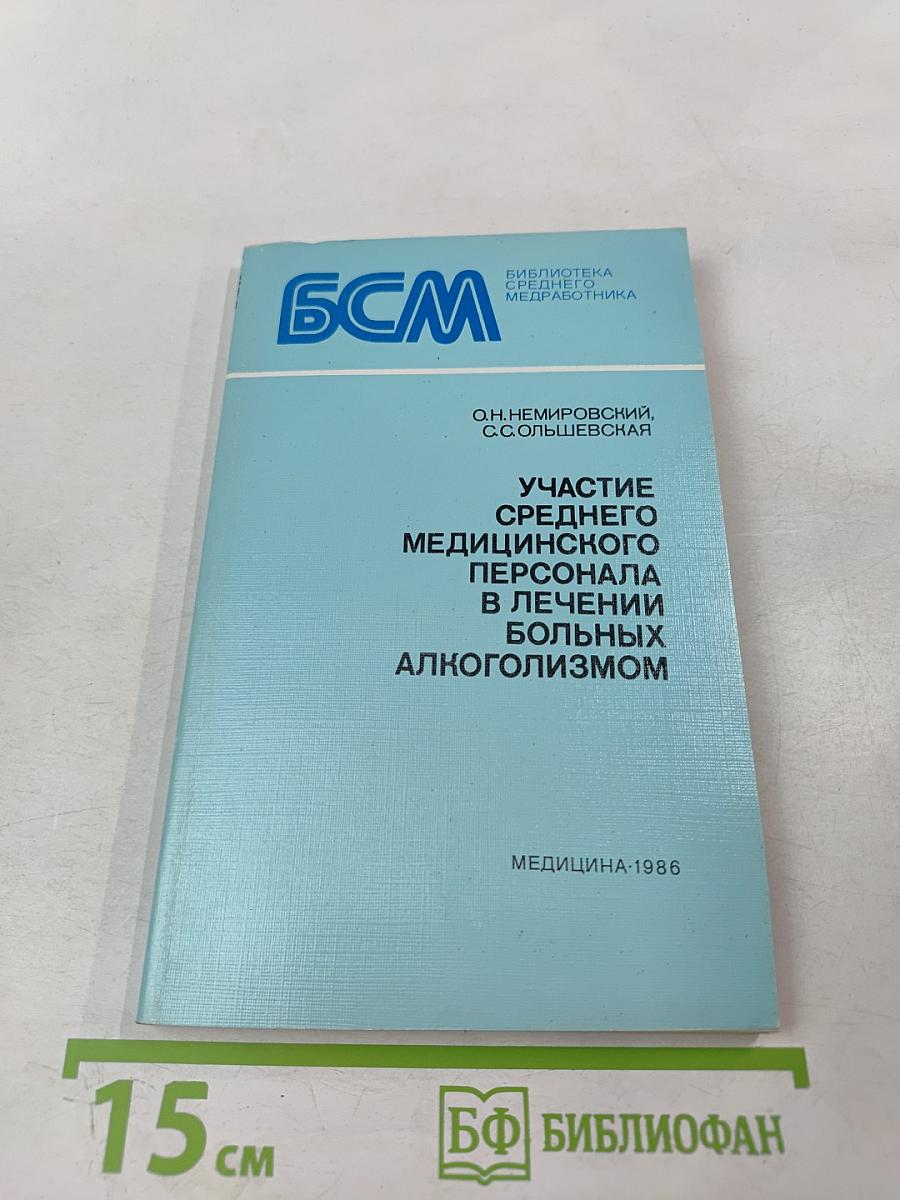 БСМ
БИБЛИОТЕКА
СРЕДНЕГО
МЕДРАБОТНИКА
О.Н.НЕМИРОВСКИЙ,
С.С.ОЛЬШЕВСКАЯ
УЧАСТИЕ
СРЕДНЕГО
МЕДИЦИНСКОГО
ПЕРСОНАЛА
В ЛЕЧЕНИИ
БОЛЬНЫХ
АЛКОГОЛИЗМОМ
МЕДИЦИНА·1986
15 см
БФ БИБЛИОФАН